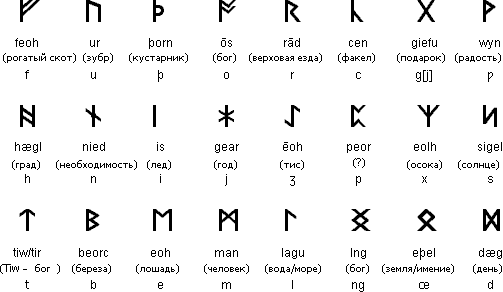 ᚠ ᚢ ᚦ ᚩ ᚱ ᚳ ᚷ ᚹ
feoh ur þorn ōs rād cen giefu wyn
(рогатый скот) (зубр) (кустарник) (бог) (верховая езда) (факел) (подарок) (радость)
f u þ o r c g[j] ƿ
ᚻ ᚾ ᛁ ᛡ ᛇ ᛈ ᛉ ᛋ
hægl nied is gear ēoh peor eolh sigel
(град) (необходимость) (лед) (год) (тис) (?) (осока) (солнце)
h n i j ʒ p x s
ᛏ ᛒ ᛖ ᛗ ᛚ ᛝ ᛟ ᛞ
tiw/tir beorc eoh man lagu Ing eþel dæg
(Tiw – бог ) (береза) (лошадь) (человек) (вода/море) (бог) (земля/имение) (день)
t b e m l ng œ d